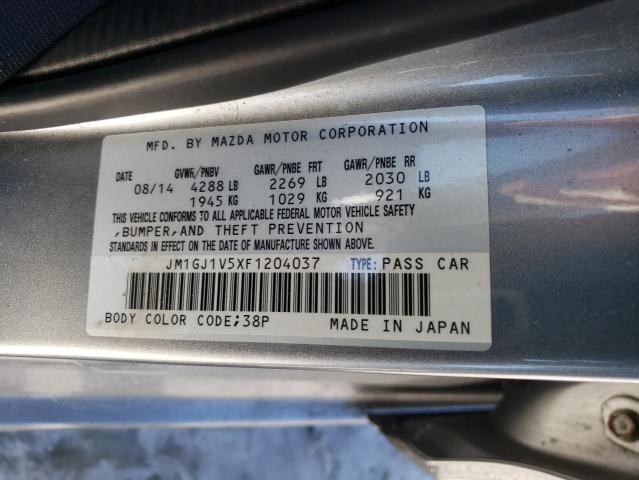 MFD. BY MAZDA MOTOR CORPORATION
DATE GVWR/PNBV GAWR/PNBE FRT GAWR/PNBE RR
08/14 4288 LB 2269 LB 2030 LB
1945 KG 1029 KG 921 KG
THIS VEHICLE CONFORMS TO ALL APPLICABLE FEDERAL MOTOR VEHICLE SAFETY
,BUMPER,AND THEFT PREVENTION
STANDARDS IN EFFECT ON THE DATE OF MANUFACTURE SHOWN ABOVE.
JM1GJ1V5XF1204037 TYPE: PASS CAR
BODY COLOR CODE;38P MADE IN JAPAN